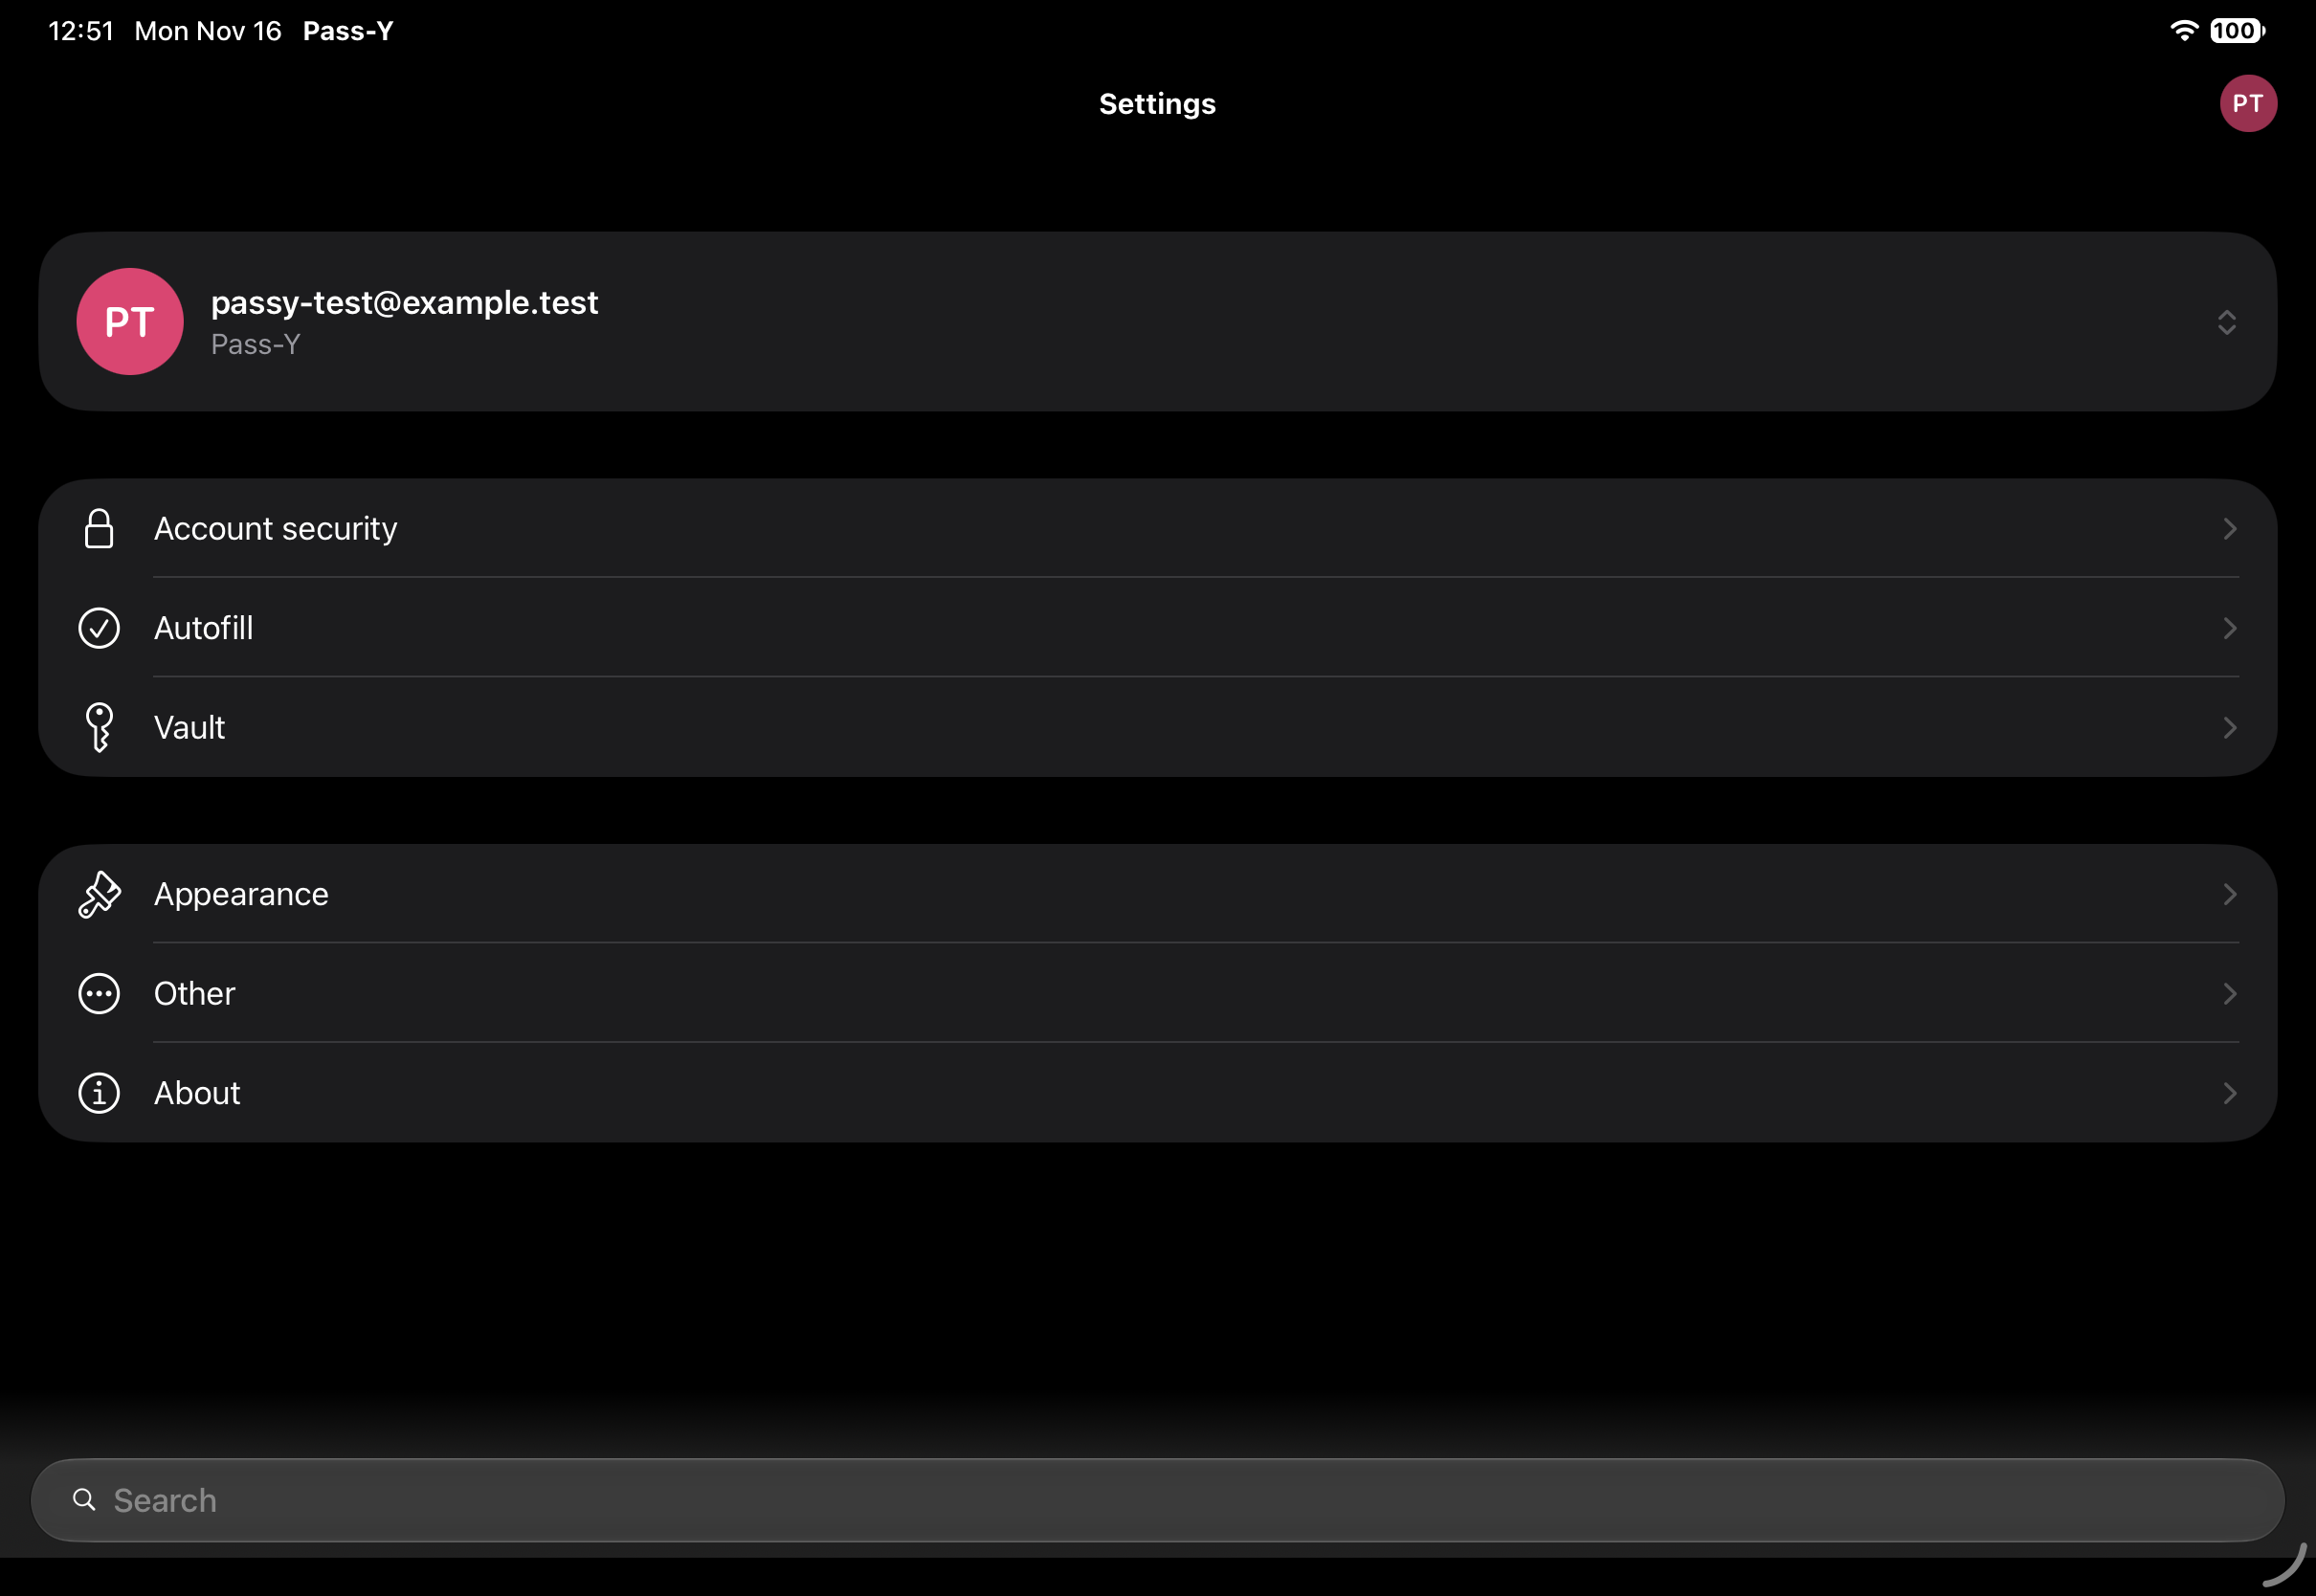 12:51 Mon Nov 16 Pass-Y
100
Settings
PT
PT
passy-test@example.test
Pass-Y
Account security
Autofill
Vault
Appearance
Other
About
Search